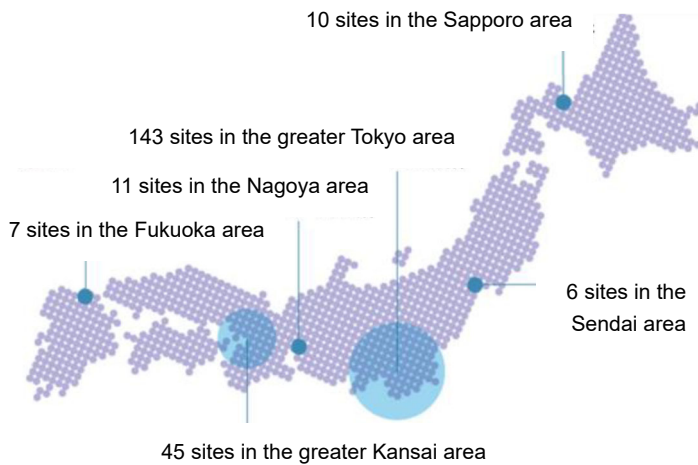 10 sites in the Sapporo area
143 sites in the greater Tokyo area
11 sites in the Nagoya area
7 sites in the Fukuoka area
6 sites in the
Sendai area
45 sites in the greater Kansai area